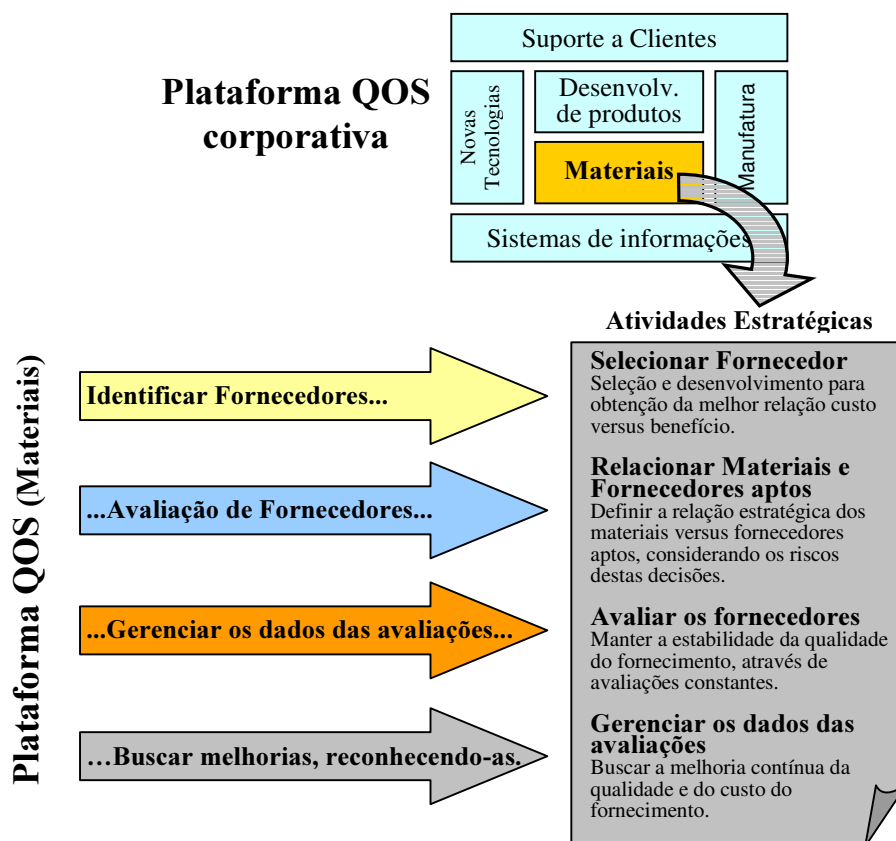 Suporte a Clientes
Plataforma QOS
corporativa
Novas
Tecnologias
Desenvolv.
de produtos
Materiais
Manufatura
Sistemas de informações
Atividades Estratégicas
Plataforma QOS (Materiais)
Identificar Fornecedores...
...Avaliação de Fornecedores...
...Gerenciar os dados das avaliações...
...Buscar melhorias, reconhecendo-as.
Selecionar Fornecedor
Seleção e desenvolvimento para
obtenção da melhor relação custo
versus benefício.
Relacionar Materiais e
Fornecedores aptos
Definir a relação estratégica dos
materiais versus fornecedores
aptos, considerando os riscos
destas decisões.
Avaliar os fornecedores
Manter a estabilidade da qualidade
do fornecimento, através de
avaliações constantes.
Gerenciar os dados das
avaliações
Buscar a melhoria contínua da
qualidade e do custo do
fornecimento.